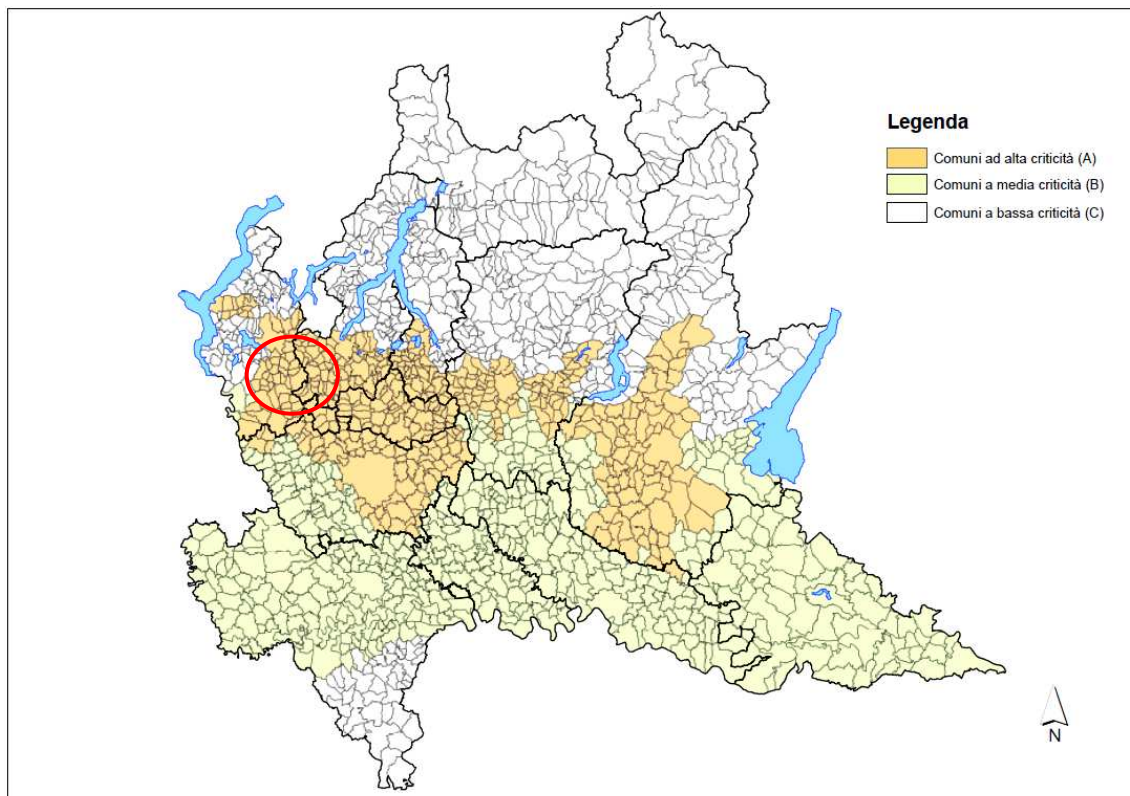 Legenda
Comuni ad alta criticità (A)
Comuni a media criticità (B)
Comuni a bassa criticità (C)
N